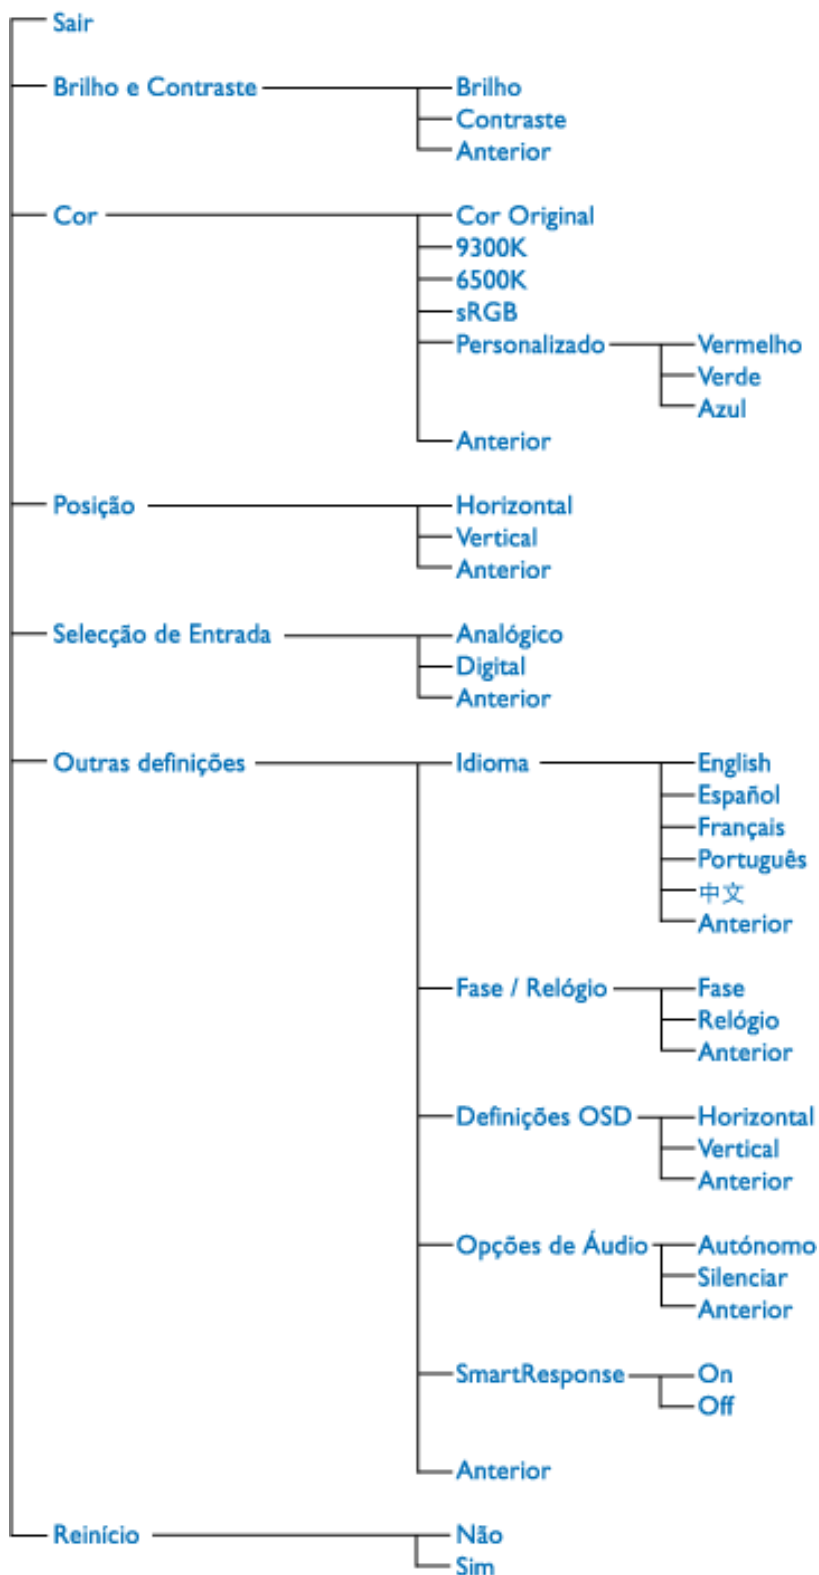 Sair
Brilho e Contraste Brilho
Contraste
Anterior
Cor Cor Original
9300K
6500K
sRGB
Personalizado Vermelho
Verde
Azul
Anterior
Posição Horizontal
Vertical
Anterior
Selecção de Entrada Analógico
Digital
Anterior
Outras definições Idioma English
Español
Français
Português
中文
Anterior
Fase / Relógio Fase
Relógio
Anterior
Definições OSD Horizontal
Vertical
Anterior
Opções de Áudio Autónomo
Silenciar
Anterior
SmartResponse On
Off
Anterior
Reinício Não
Sim